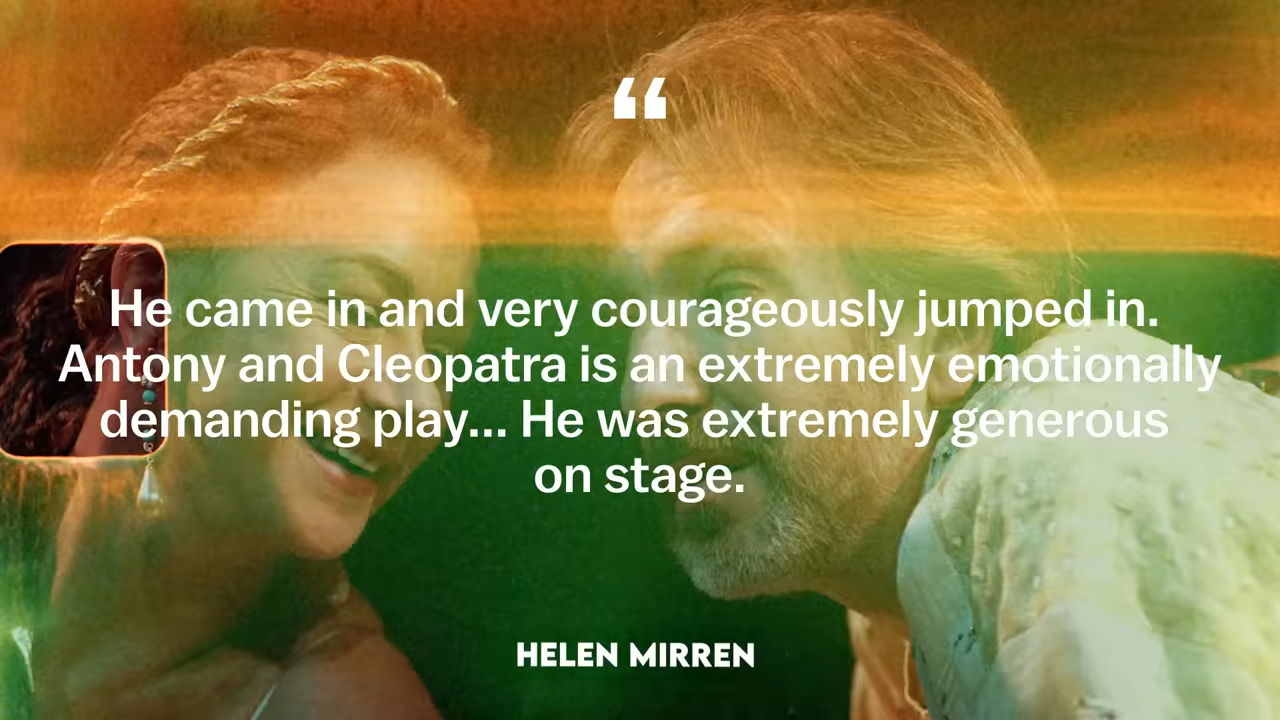 “
He came in and very courageously jumped in.
Antony and Cleopatra is an extremely emotionally
demanding play... He was extremely generous
on stage.
HELEN MIRREN